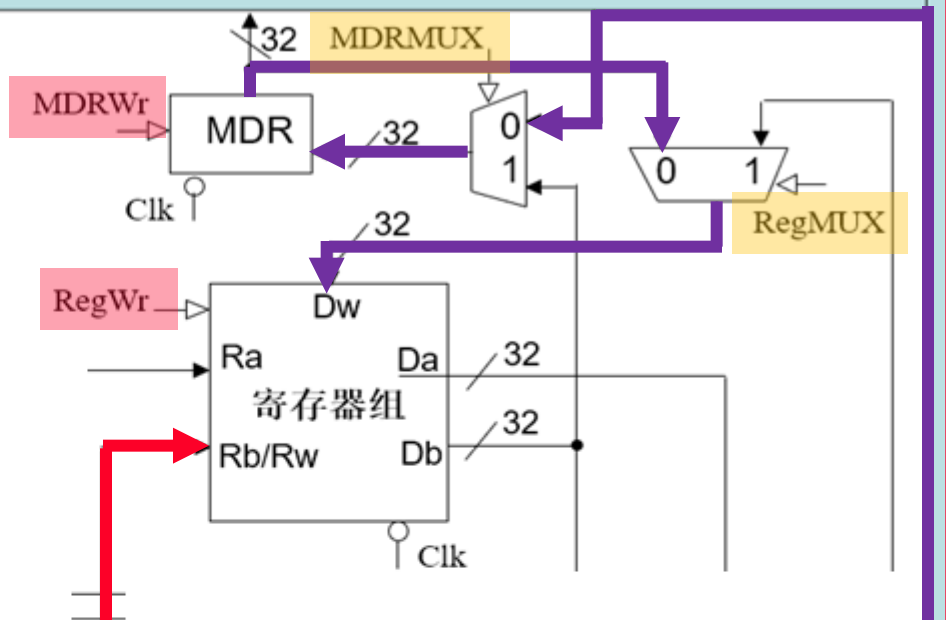 32
MDRMUX
MDRWr
MDR
32
0
1
0
1
Clk
RegMUX
32
RegWr
Dw
Ra
Da
32
寄存器组
Rb/Rw
Db
32
Clk